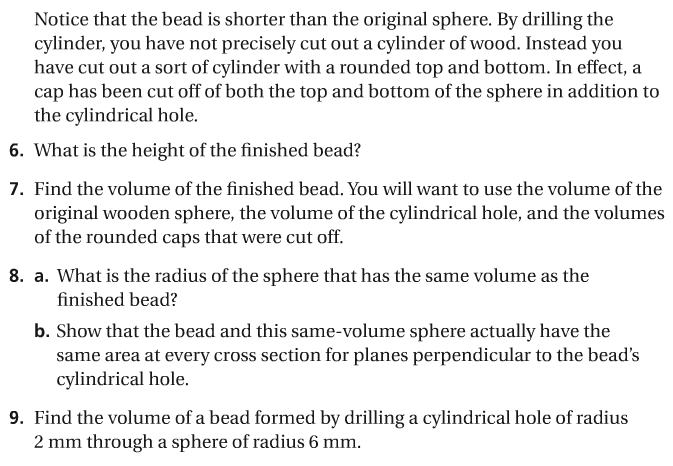 Notice that the bead is shorter than the original sphere. By drilling the
cylinder, you have not precisely cut out a cylinder of wood. Instead you
have cut out a sort of cylinder with a rounded top and bottom. In effect, a
cap has been cut off of both the top and bottom of the sphere in addition to
the cylindrical hole.
6. What is the height of the finished bead?
7. Find the volume of the finished bead. You will want to use the volume of the
original wooden sphere, the volume of the cylindrical hole, and the volumes
of the rounded caps that were cut off.
8. a. What is the radius of the sphere that has the same volume as the
finished bead?
b. Show that the bead and this same-volume sphere actually have the
same area at every cross section for planes perpendicular to the bead's
cylindrical hole.
9. Find the volume of a bead formed by drilling a cylindrical hole of radius
2 mm through a sphere of radius 6 mm.